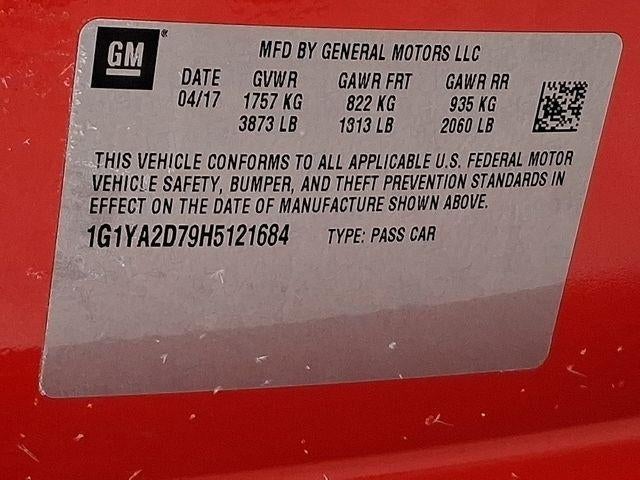 GM
MFD BY GENERAL MOTORS LLC
DATE GVWR GAWR FRT GAWR RR
04/17 1757 KG 822 KG 935 KG
3873 LB 1813 LB 2060 LB
THIS VEHICLE CONFORMS TO ALL APPLICABLE U.S. FEDERAL MOTOR
VEHICLE SAFETY, BUMPER, AND THEFT PREVENTION STANDARDS IN
EFFECT ON THE DATE OF MANUFACTURE SHOWN ABOVE.
1G1YA2D79H5121684 TYPE: PASS CAR